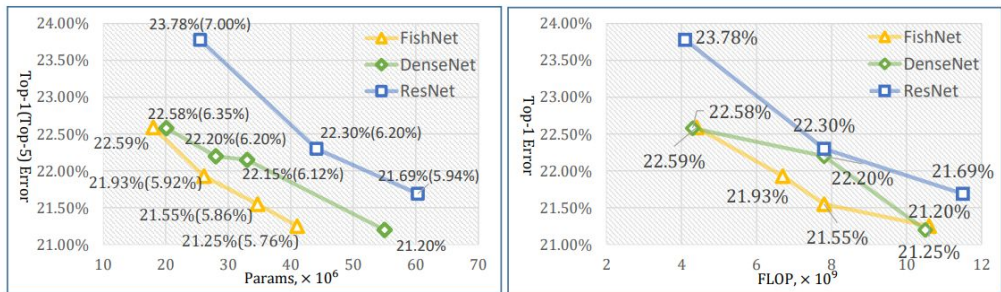 24.00%
23.50%
23.00%
22.50%
22.00%
21.50%
21.00%
Top-1(Top-5) Error
23.78%(7.00%)
FishNet
DenseNet
ResNet
22.58%(6.35%)
22.59%
22.20%(6.20%)
22.30%(6.20%)
22.15%(6.12%)
21.93%(5.92%)
21.69%(5.94%)
21.55%(5.86%)
21.25%(5.76%)
21.20%
10 20 30 40 50 60 70
Params, × 10⁶
24.00%
23.50%
23.00%
22.50%
22.00%
21.50%
21.00%
Top-1 Error
23.78%
FishNet
DenseNet
ResNet
22.58%
22.30%
22.59%
22.20%
21.93%
21.69%
21.55%
21.20%
21.25%
2 4 6 8 10 12
FLOP, × 10⁹